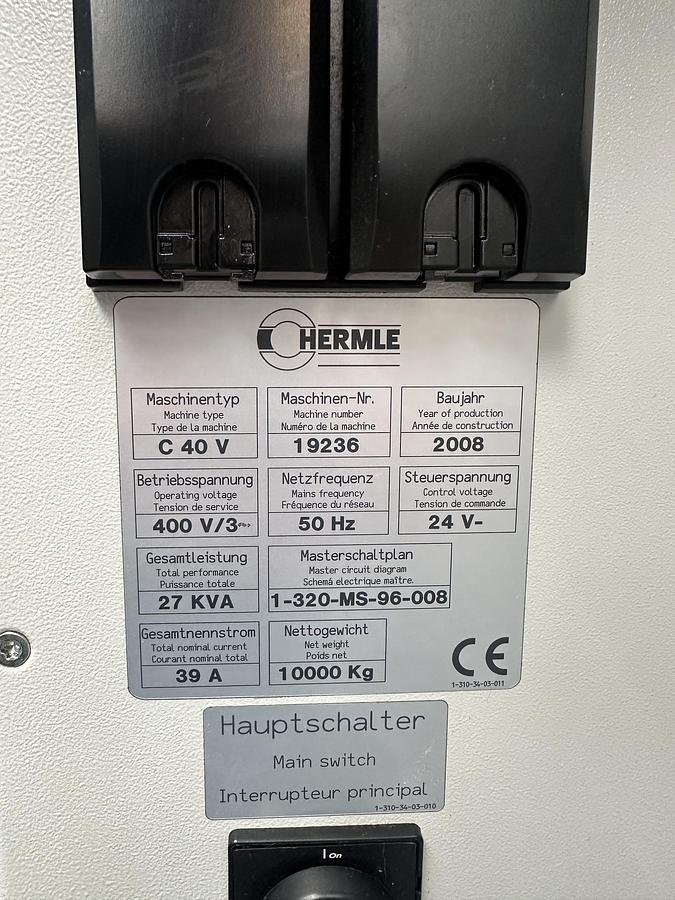 HERMLE
Maschinentyp
Machine type
Type de la machine
C 40 V
Maschinen-Nr.
Machine number
Numéro de la machine
19236
Baujahr
Year of production
Année de construction
2008
Betriebsspannung
Operating voltage
Tension de service
400 V/3~
Netzfrequenz
Mains frequency
Fréquence du réseau
50 Hz
Steuerspannung
Control voltage
Tension de commande
24 V-
Gesamtleistung
Total performance
Puissance totale
27 KVA
Masterschaltplan
Master circuit diagram
Schemá electrique maître.
1-320-MS-96-008
Gesamtnennstrom
Total nominal current
Courant nominal total
39 A
Nettogewicht
Net weight
Poids net
10000 Kg
CE
1-310-34-03-011
Hauptschalter
Main switch
Interrupteur principal
1-310-34-03-010
I On